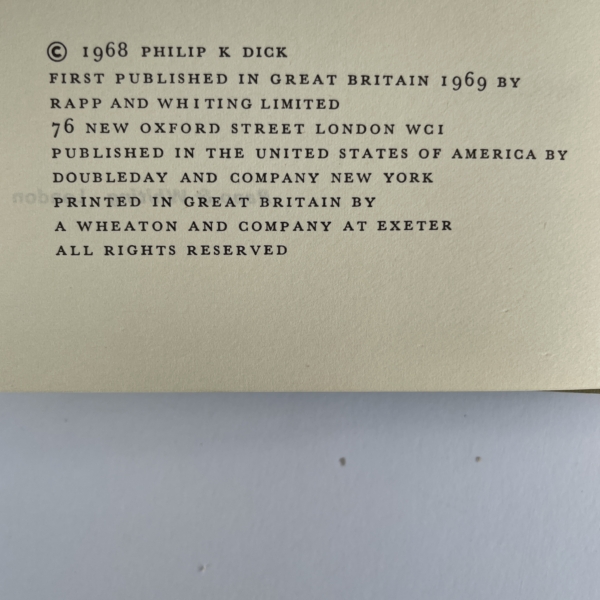 © 1968 PHILIP K DICK
FIRST PUBLISHED IN GREAT BRITAIN 1969 BY
RAPP AND WHITING LIMITED
76 NEW OXFORD STREET LONDON WC1
PUBLISHED IN THE UNITED STATES OF AMERICA BY
DOUBLEDAY AND COMPANY NEW YORK
PRINTED IN GREAT BRITAIN BY
A WHEATON AND COMPANY AT EXETER
ALL RIGHTS RESERVED